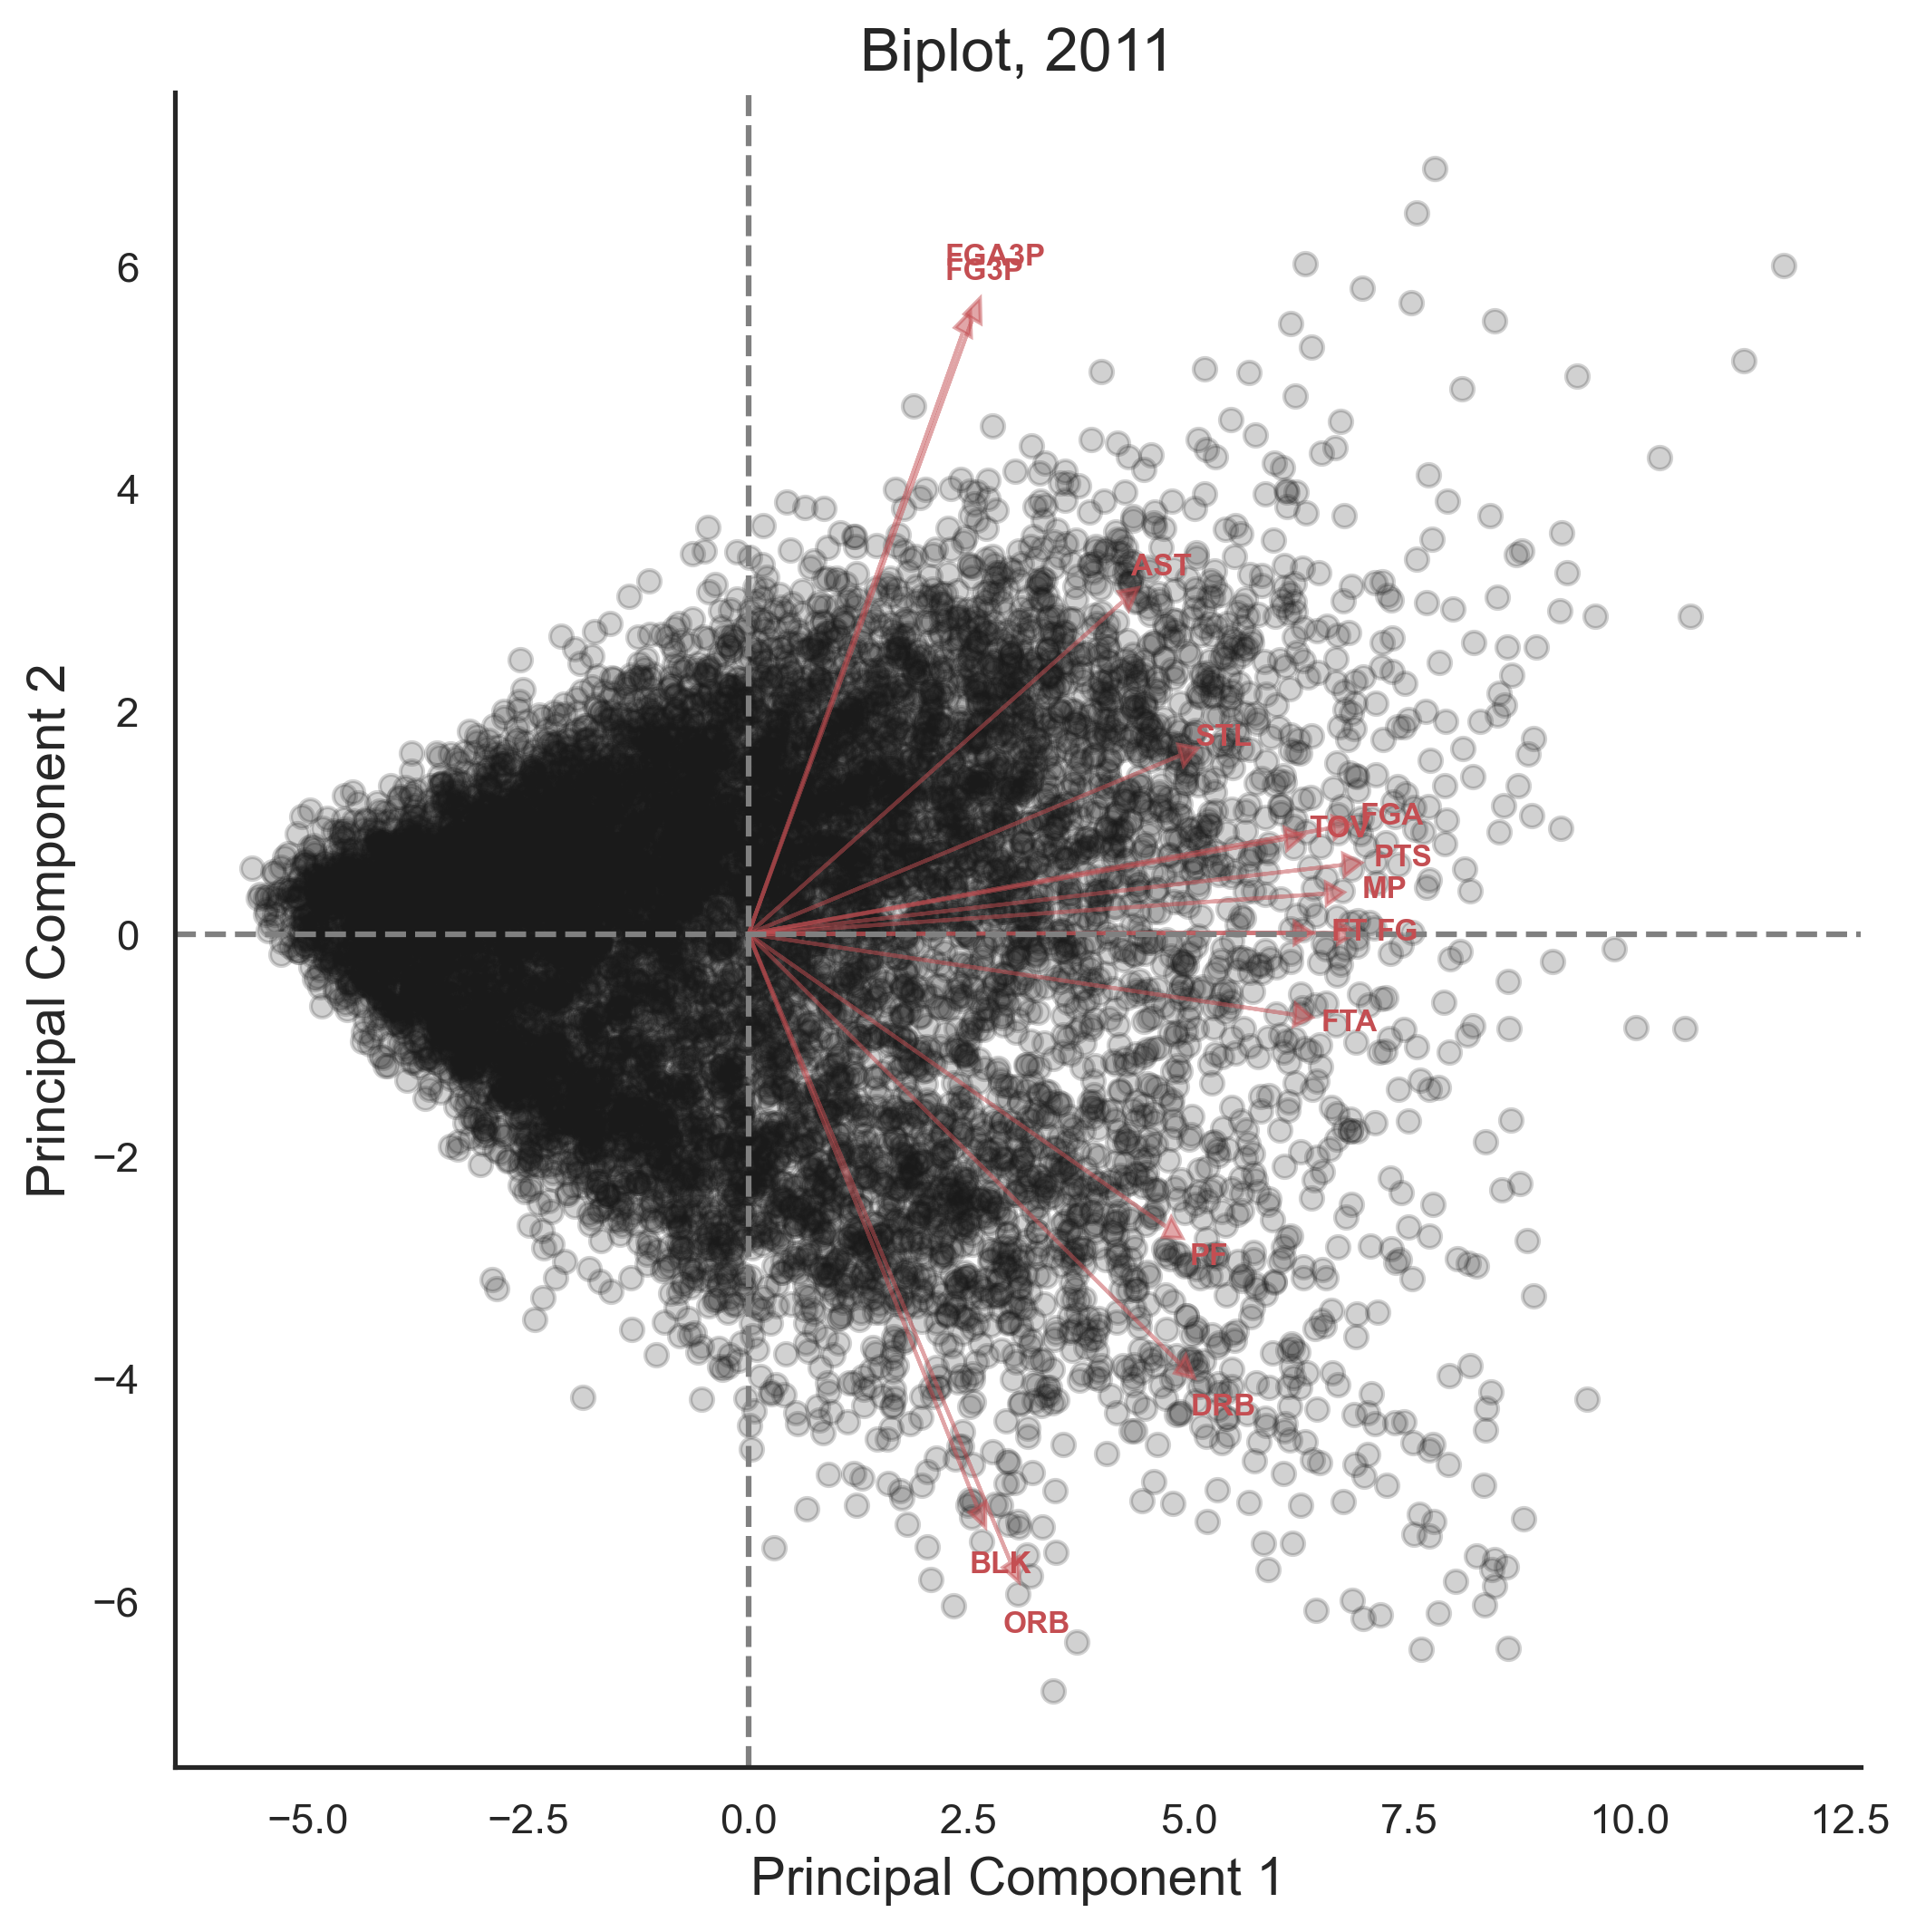 Biplot, 2011
Principal Component 2
6
4
2
0
−2
−4
−6
FGA3P
FG3P
AST
STL
FGA
TOV
PTS
MP
FT FG
FTA
PF
DRB
BLK
ORB
−5.0 −2.5 0.0 2.5 5.0 7.5 10.0 12.5
Principal Component 1